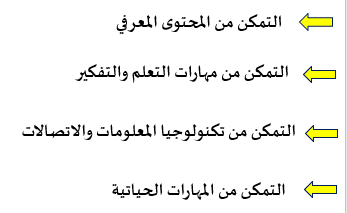 التمكن من المحتوى المعرفي
التمكن من مهارات التعلم والتفكير
التمكن من تكنولوجيا المعلومات والاتصالات
التمكن من المهارات الحياتية